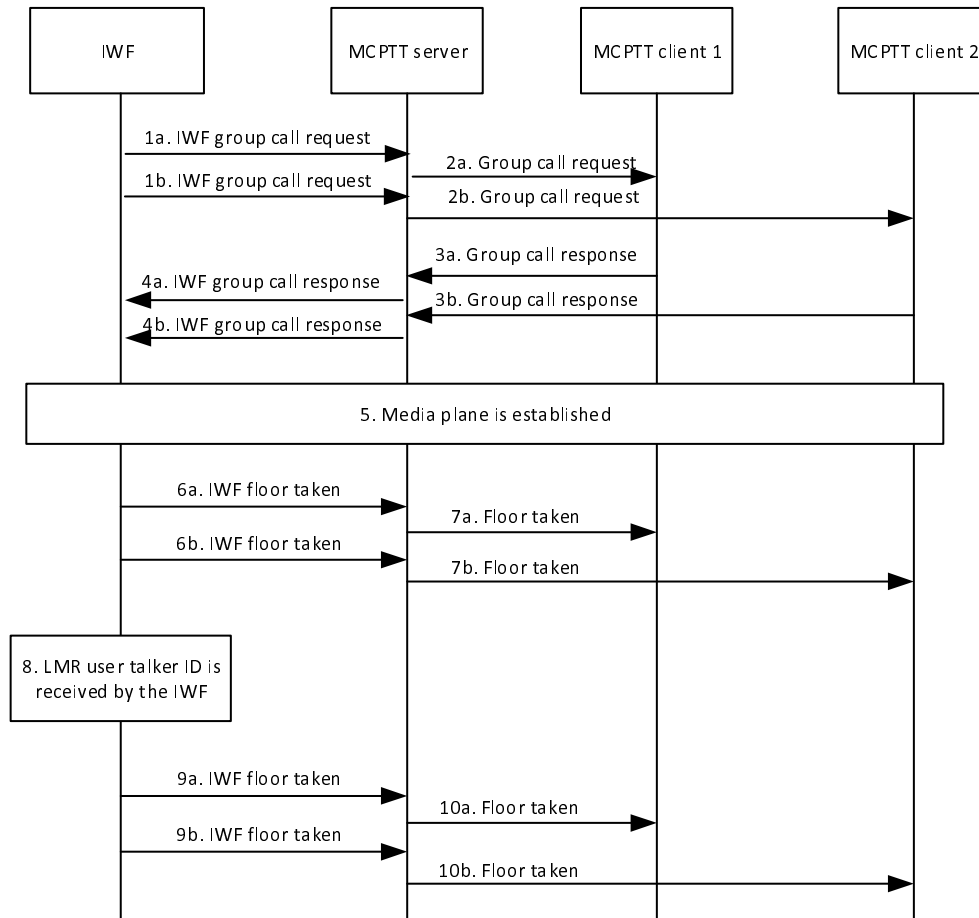 IWF
MCPTT server
MCPTT client 1
MCPTT client 2
1a. IWF group call request
2a. Group call request
1b. IWF group call request
2b. Group call request
3a. Group call response
4a. IWF group call response
3b. Group call response
4b. IWF group call response
5. Media plane is established
6a. IWF floor taken
7a. Floor taken
6b. IWF floor taken
7b. Floor taken
8. LMR user talker ID is
received by the IWF
9a. IWF floor taken
10a. Floor taken
9b. IWF floor taken
10b. Floor taken